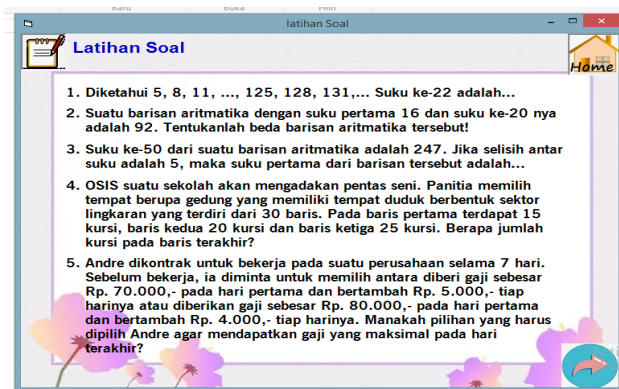 Baru Buka Pilih
latihan Soal
Latihan Soal
Home
1. Diketahui 5, 8, 11, ..., 125, 128, 131,... Suku ke-22 adalah...
2. Suatu barisan aritmatika dengan suku pertama 16 dan suku ke-20 nya
adalah 92. Tentukanlah beda barisan aritmatika tersebut!
3. Suku ke-50 dari suatu barisan aritmatika adalah 247. Jika selisih antar
suku adalah 5, maka suku pertama dari barisan tersebut adalah...
4. OSIS suatu sekolah akan mengadakan pentas seni. Panitia memilih
tempat berupa gedung yang memiliki tempat duduk berbentuk sektor
lingkaran yang terdiri dari 30 baris. Pada baris pertama terdapat 15
kursi, baris kedua 20 kursi dan baris ketiga 25 kursi. Berapa jumlah
kursi pada baris terakhir?
5. Andre dikontrak untuk bekerja pada suatu perusahaan selama 7 hari.
Sebelum bekerja, ia diminta untuk memilih antara diberi gaji sebesar
Rp. 70.000,- pada hari pertama dan bertambah Rp. 5.000,- tiap
harinya atau diberikan gaji sebesar Rp. 80.000,- pada hari pertama
dan bertambah Rp. 4.000,- tiap harinya. Manakah pilihan yang harus
dipilih Andre agar mendapatkan gaji yang maksimal pada hari
terakhir?